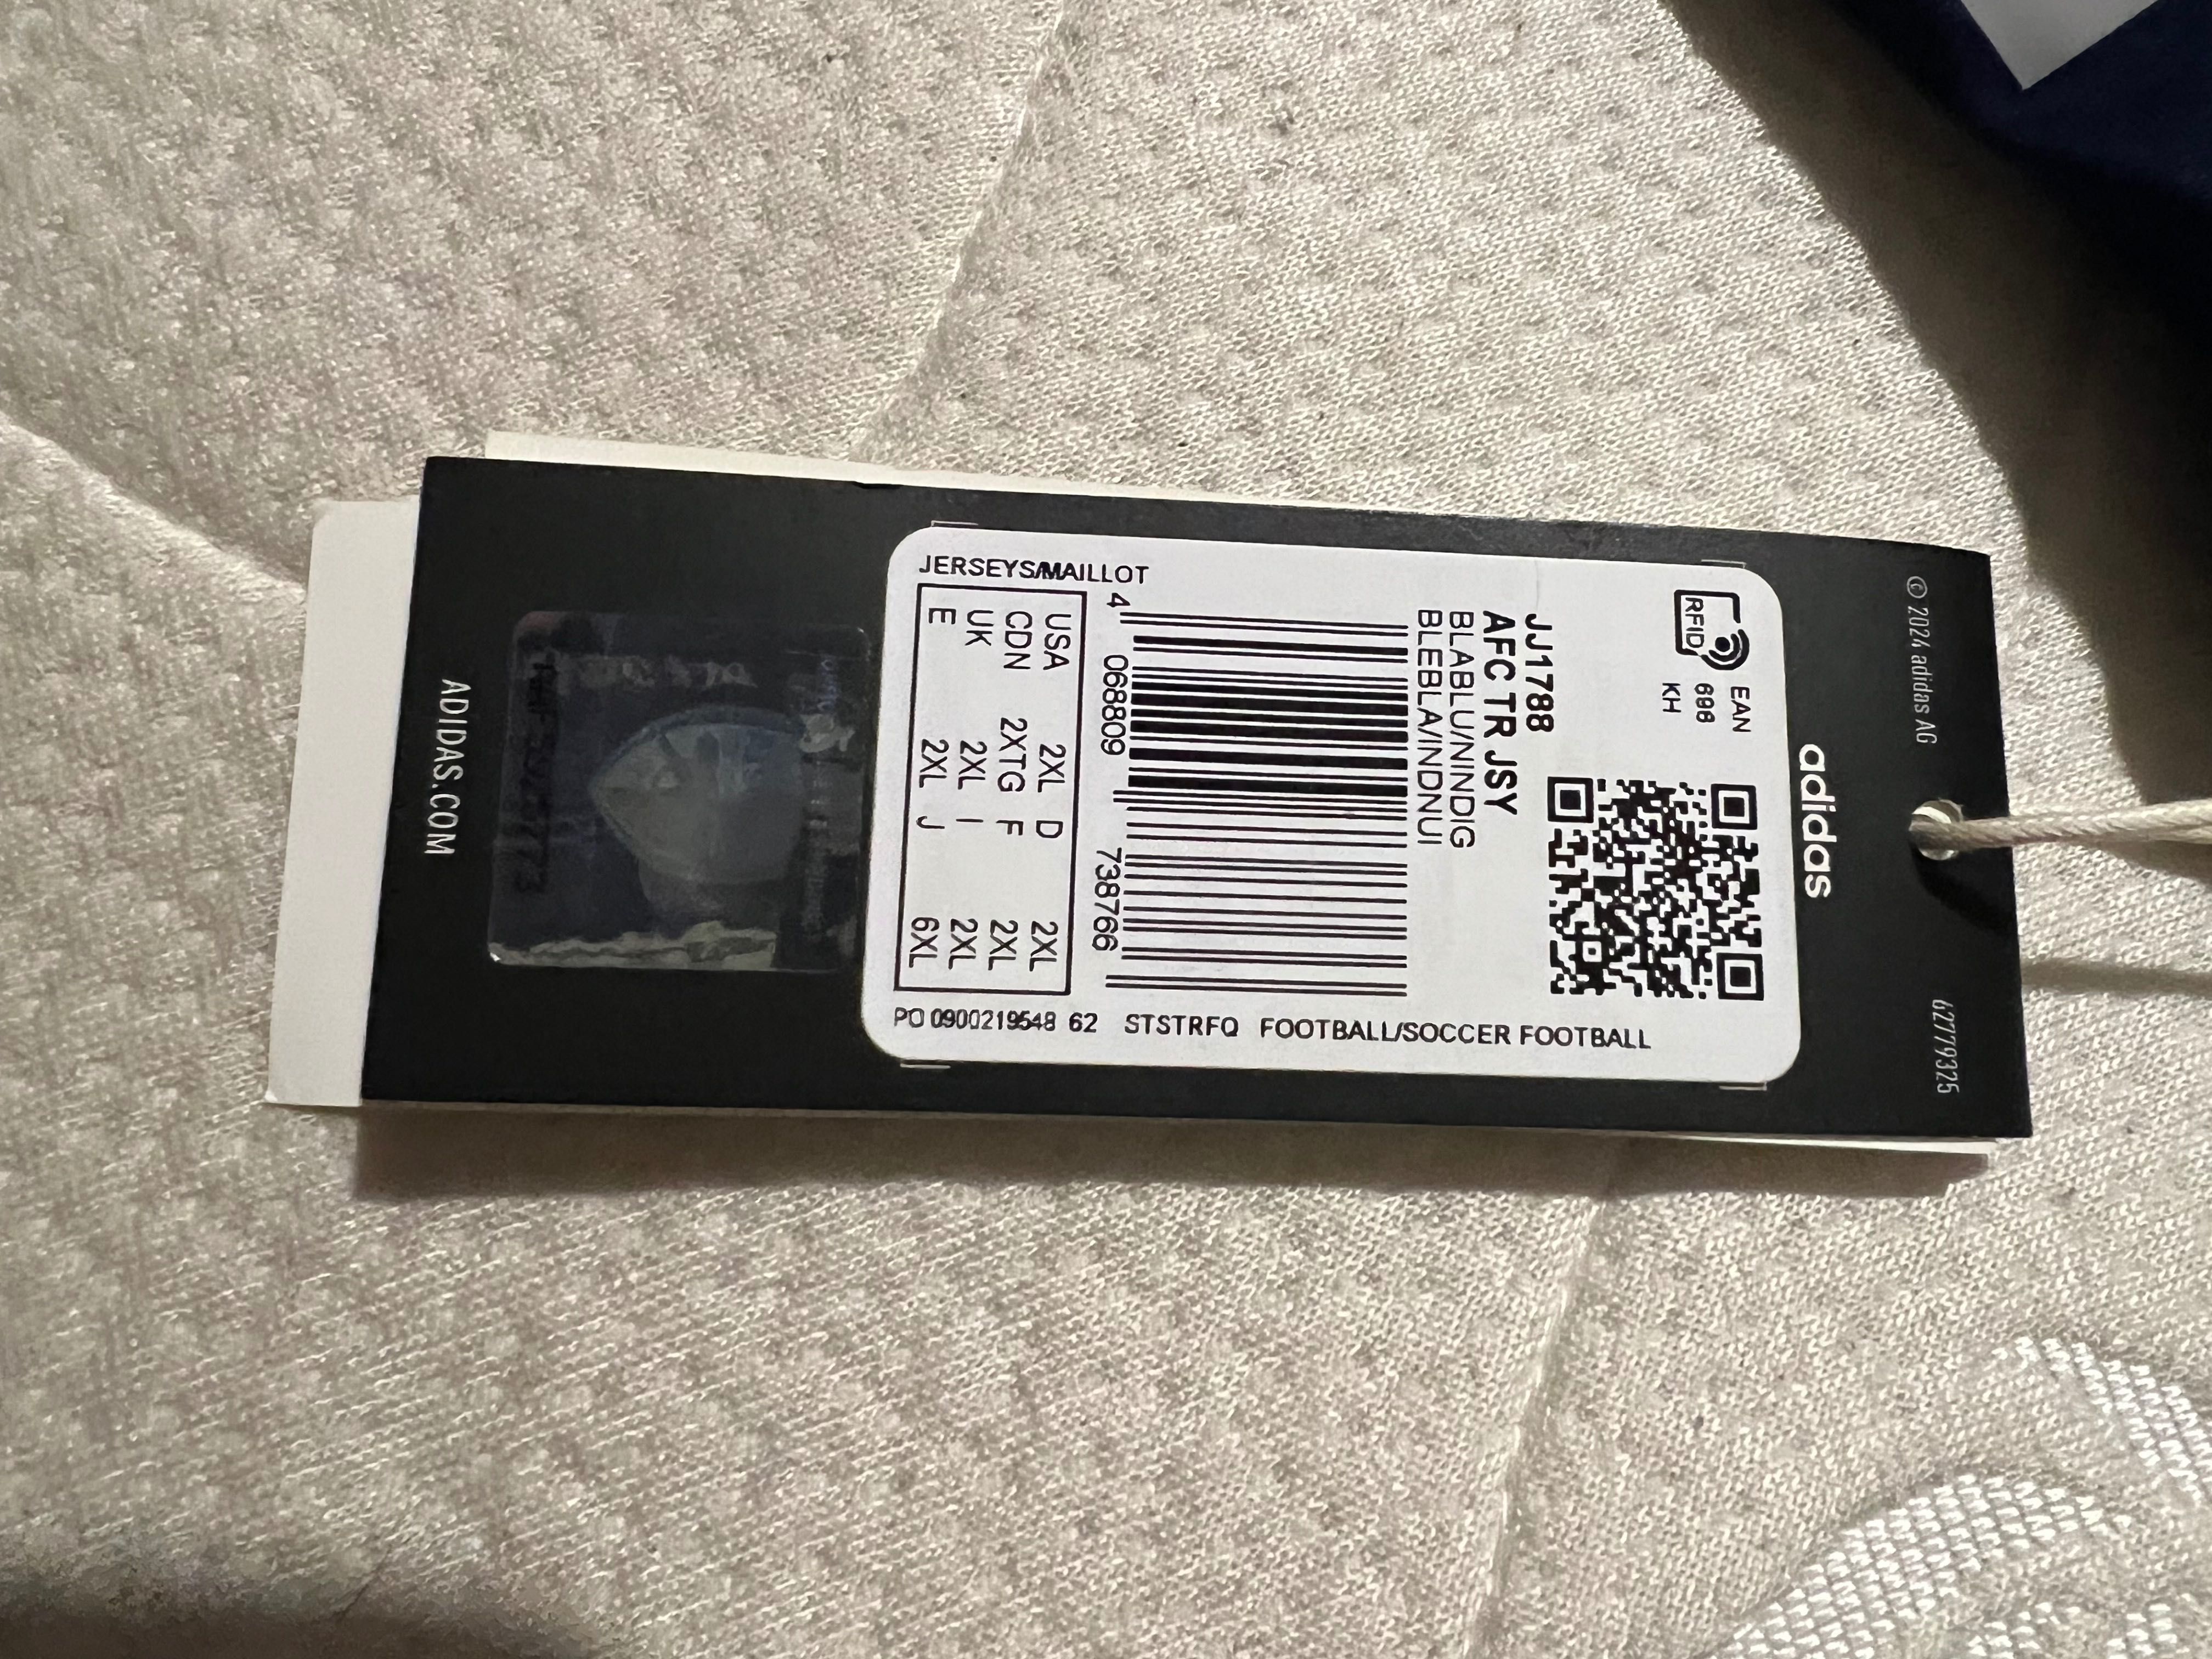 © 2024 adidas AG
62779325
adidas
RFID
EAN
698
KH
JJ1788
AFC TR JSY
BLABLU/NINDIG
BLEBLA/INDNUI
4 068809 738766
USA 2XL D 2XL
CDN 2XTG F 2XL
UK 2XL I 2XL
E 2XL J 6XL
JERSEYS/MAILLOT
PO 0900219548 62 STSTRFQ FOOTBALL/SOCCER FOOTBALL
ADIDAS.COM